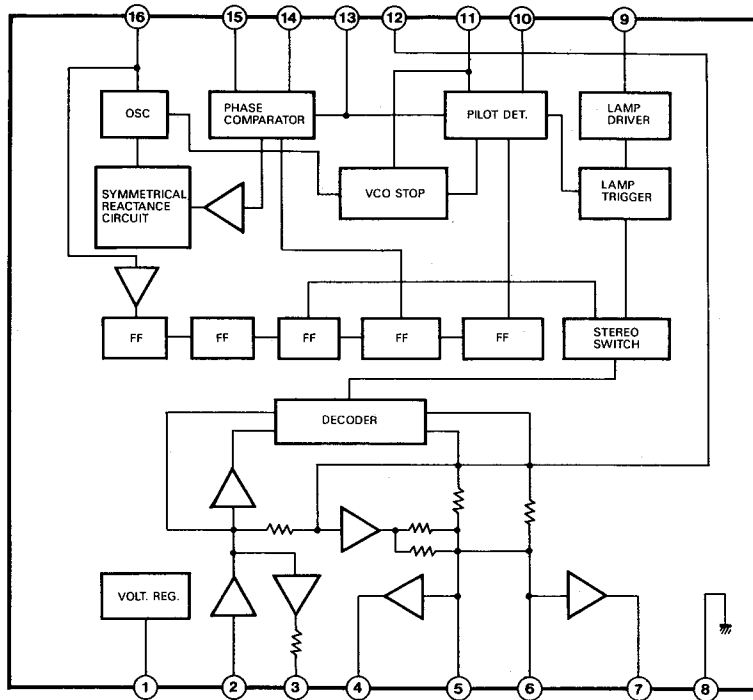 16 15 14 13 12 11 10 9
OSC
PHASE
COMPARATOR
PILOT DET.
LAMP
DRIVER
SYMMETRICAL
REACTANCE
CIRCUIT
VCO STOP
LAMP
TRIGGER
FF FF FF FF FF
STEREO
SWITCH
DECODER
VOLT. REG.
1 2 3 4 5 6 7 8